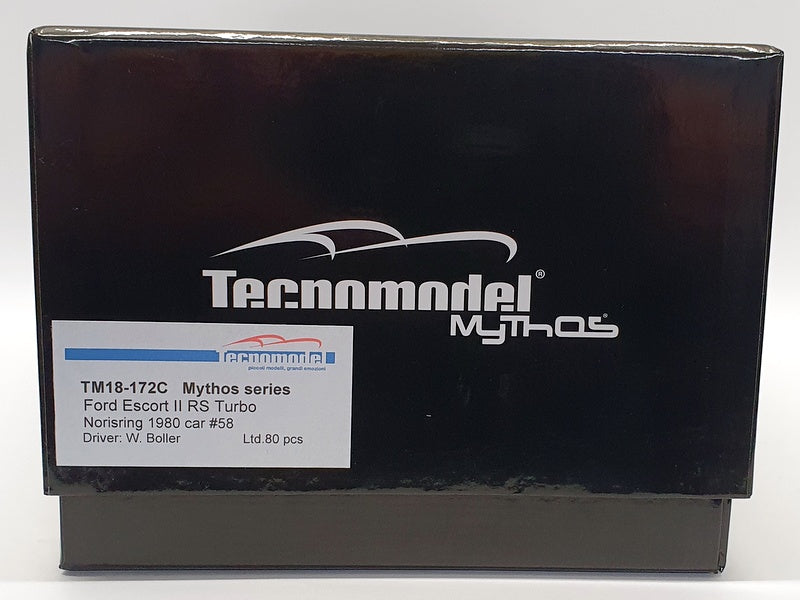 Tecnomodel®
Mythos®
Tecnomodel
piccoli modelli, grandi emozioni
TM18-172C Mythos series
Ford Escort II RS Turbo
Norisring 1980 car #58
Driver: W. Boller Ltd.80 pcs